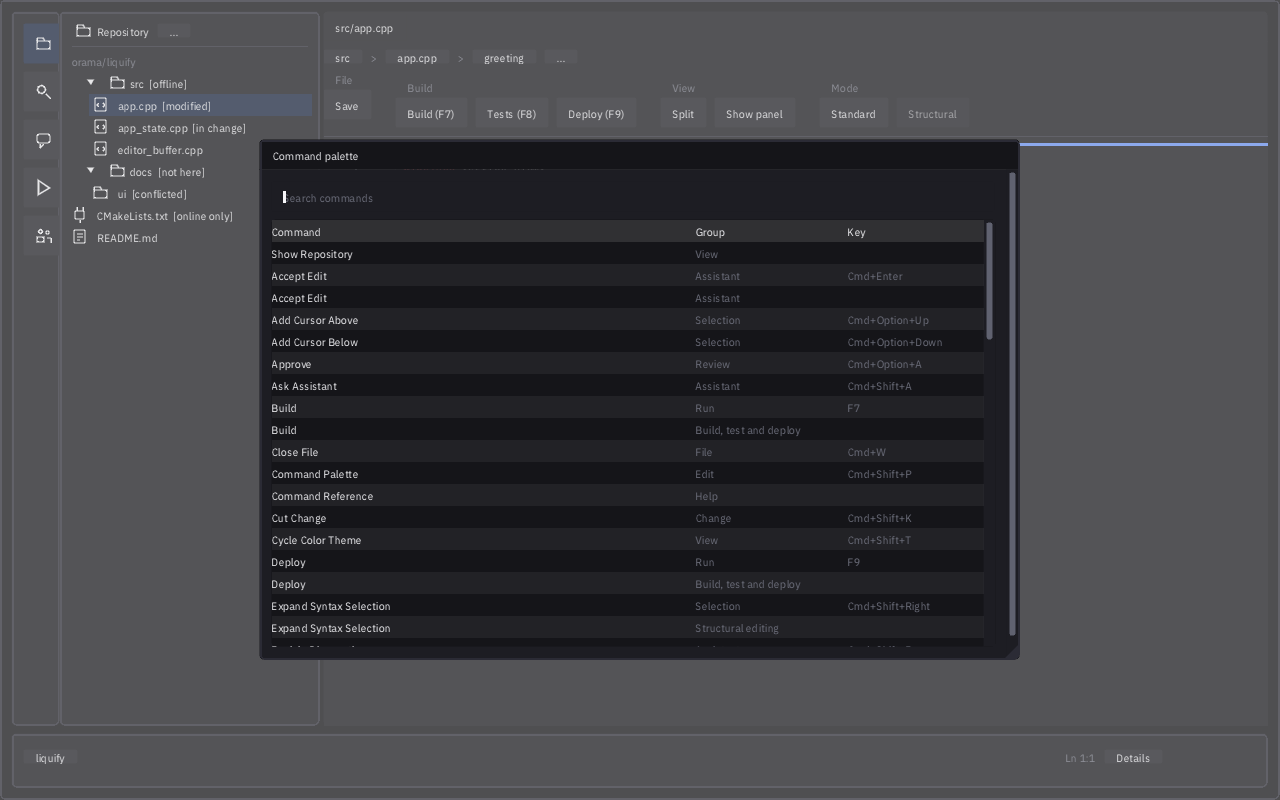 Repository ...
orama/liquify
src [offline]
app.cpp [modified]
app_state.cpp [in change]
editor_buffer.cpp
docs [not here]
ui [conflicted]
CMakeLists.txt [online only]
README.md
src/app.cpp
src > app.cpp > greeting ...
File Build View Mode
Save Build (F7) Tests (F8) Deploy (F9) Split Show panel Standard Structural
Command palette
Search commands
Command Group Key
Show Repository View
Accept Edit Assistant Cmd+Enter
Accept Edit Assistant
Add Cursor Above Selection Cmd+Option+Up
Add Cursor Below Selection Cmd+Option+Down
Approve Review Cmd+Option+A
Ask Assistant Assistant Cmd+Shift+A
Build Run F7
Build Build, test and deploy
Close File File Cmd+W
Command Palette Edit Cmd+Shift+P
Command Reference Help
Cut Change Change Cmd+Shift+K
Cycle Color Theme View Cmd+Shift+T
Deploy Run F9
Deploy Build, test and deploy
Expand Syntax Selection Selection Cmd+Shift+Right
Expand Syntax Selection Structural editing
liquify Ln 1:1 Details